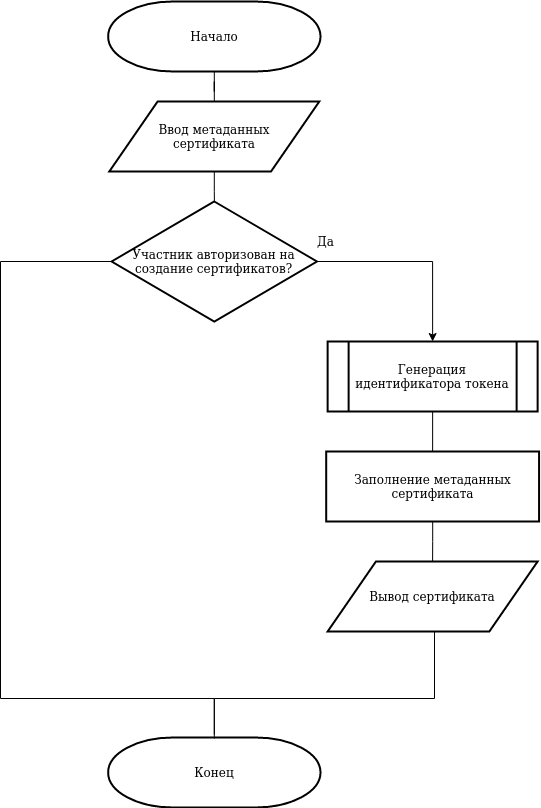 Начало
Ввод метаданных
сертификата
Да
Участник авторизован на
создание сертификатов?
Генерация
идентификатора токена
Заполнение метаданных
сертификата
Вывод сертификата
Конец